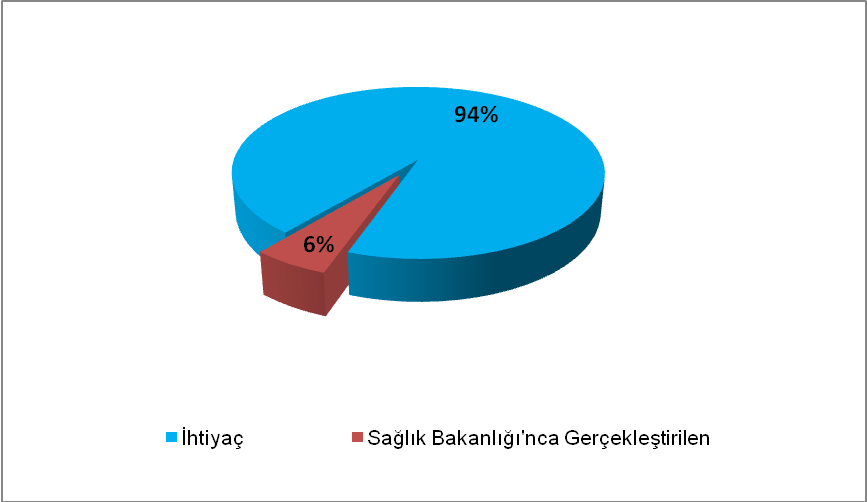 94%
6%
İhtiyaç
Sağlık Bakanlığı'nca Gerçekleştirilen